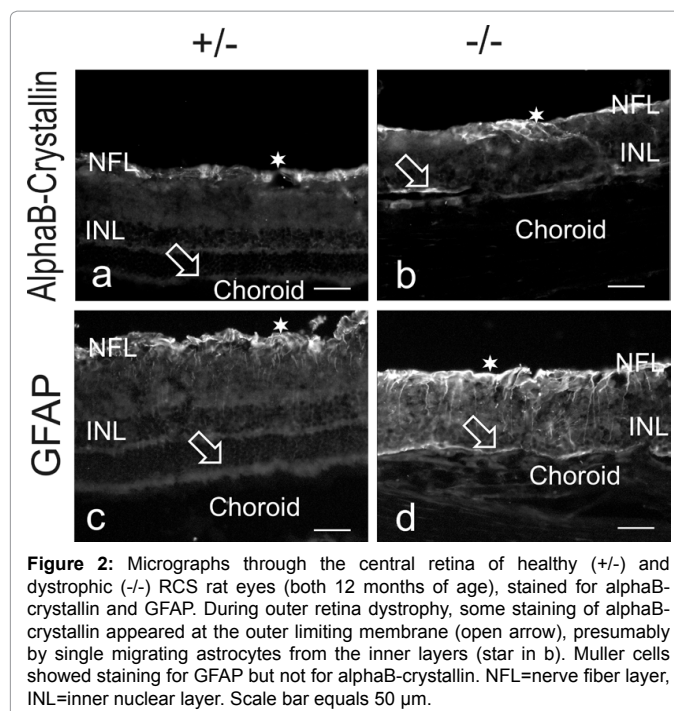 +/-
-/-
AlphaB-Crystallin
NFL
INL
a
Choroid
NFL
INL
b
Choroid
GFAP
NFL
INL
c
Choroid
NFL
INL
d
Choroid
Figure 2: Micrographs through the central retina of healthy (+/-) and
dystrophic (-/-) RCS rat eyes (both 12 months of age), stained for alphaB-
crystallin and GFAP. During outer retina dystrophy, some staining of alphaB-
crystallin appeared at the outer limiting membrane (open arrow), presumably
by single migrating astrocytes from the inner layers (star in b). Muller cells
showed staining for GFAP but not for alphaB-crystallin. NFL=nerve fiber layer,
INL=inner nuclear layer. Scale bar equals 50 µm.